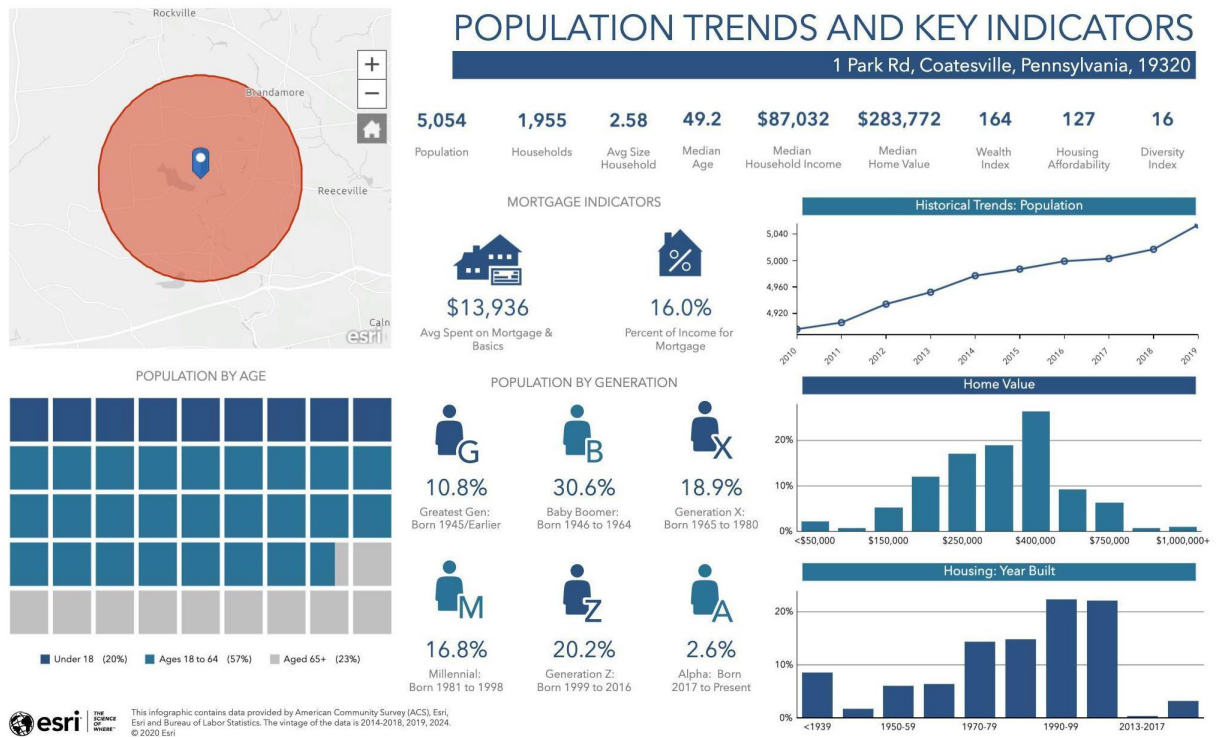 Rockville
Brandamore
Reeceville
Caln
esri
+
−
POPULATION TRENDS AND KEY INDICATORS
1 Park Rd, Coatesville, Pennsylvania, 19320
5,054
Population
1,955
Households
2.58
Avg Size
Household
49.2
Median
Age
$87,032
Median
Household Income
$283,772
Median
Home Value
164
Wealth
Index
127
Housing
Affordability
16
Diversity
Index
MORTGAGE INDICATORS
$13,936
Avg Spent on Mortgage &
Basics
%
16.0%
Percent of Income for
Mortgage
Historical Trends: Population
5,040
5,000
4,960
4,920
2010
2011
2012
2013
2014
2015
2016
2017
2018
2019
POPULATION BY AGE
Under 18 (20%)
Ages 18 to 64 (57%)
Aged 65+ (23%)
POPULATION BY GENERATION
G
10.8%
Greatest Gen:
Born 1945/Earlier
B
30.6%
Baby Boomer:
Born 1946 to 1964
X
18.9%
Generation X:
Born 1965 to 1980
M
16.8%
Millennial:
Born 1981 to 1998
Z
20.2%
Generation Z:
Born 1999 to 2016
A
2.6%
Alpha: Born
2017 to Present
Home Value
20%
10%
0%
<$50,000
$150,000
$250,000
$400,000
$750,000
$1,000,000+
Housing: Year Built
20%
10%
0%
<1939
1950-59
1970-79
1990-99
2013-2017
esri
THE
SCIENCE
OF
WHERE™
This infographic contains data provided by American Community Survey (ACS), Esri,
Esri and Bureau of Labor Statistics. The vintage of the data is 2014-2018, 2019, 2024.
© 2020 Esri